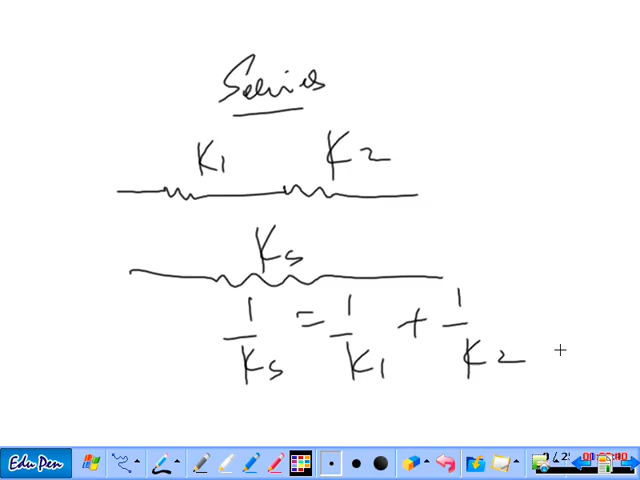 Series
K1 K2
Ks
1/Ks = 1/K1 + 1/K2
Edu Pen